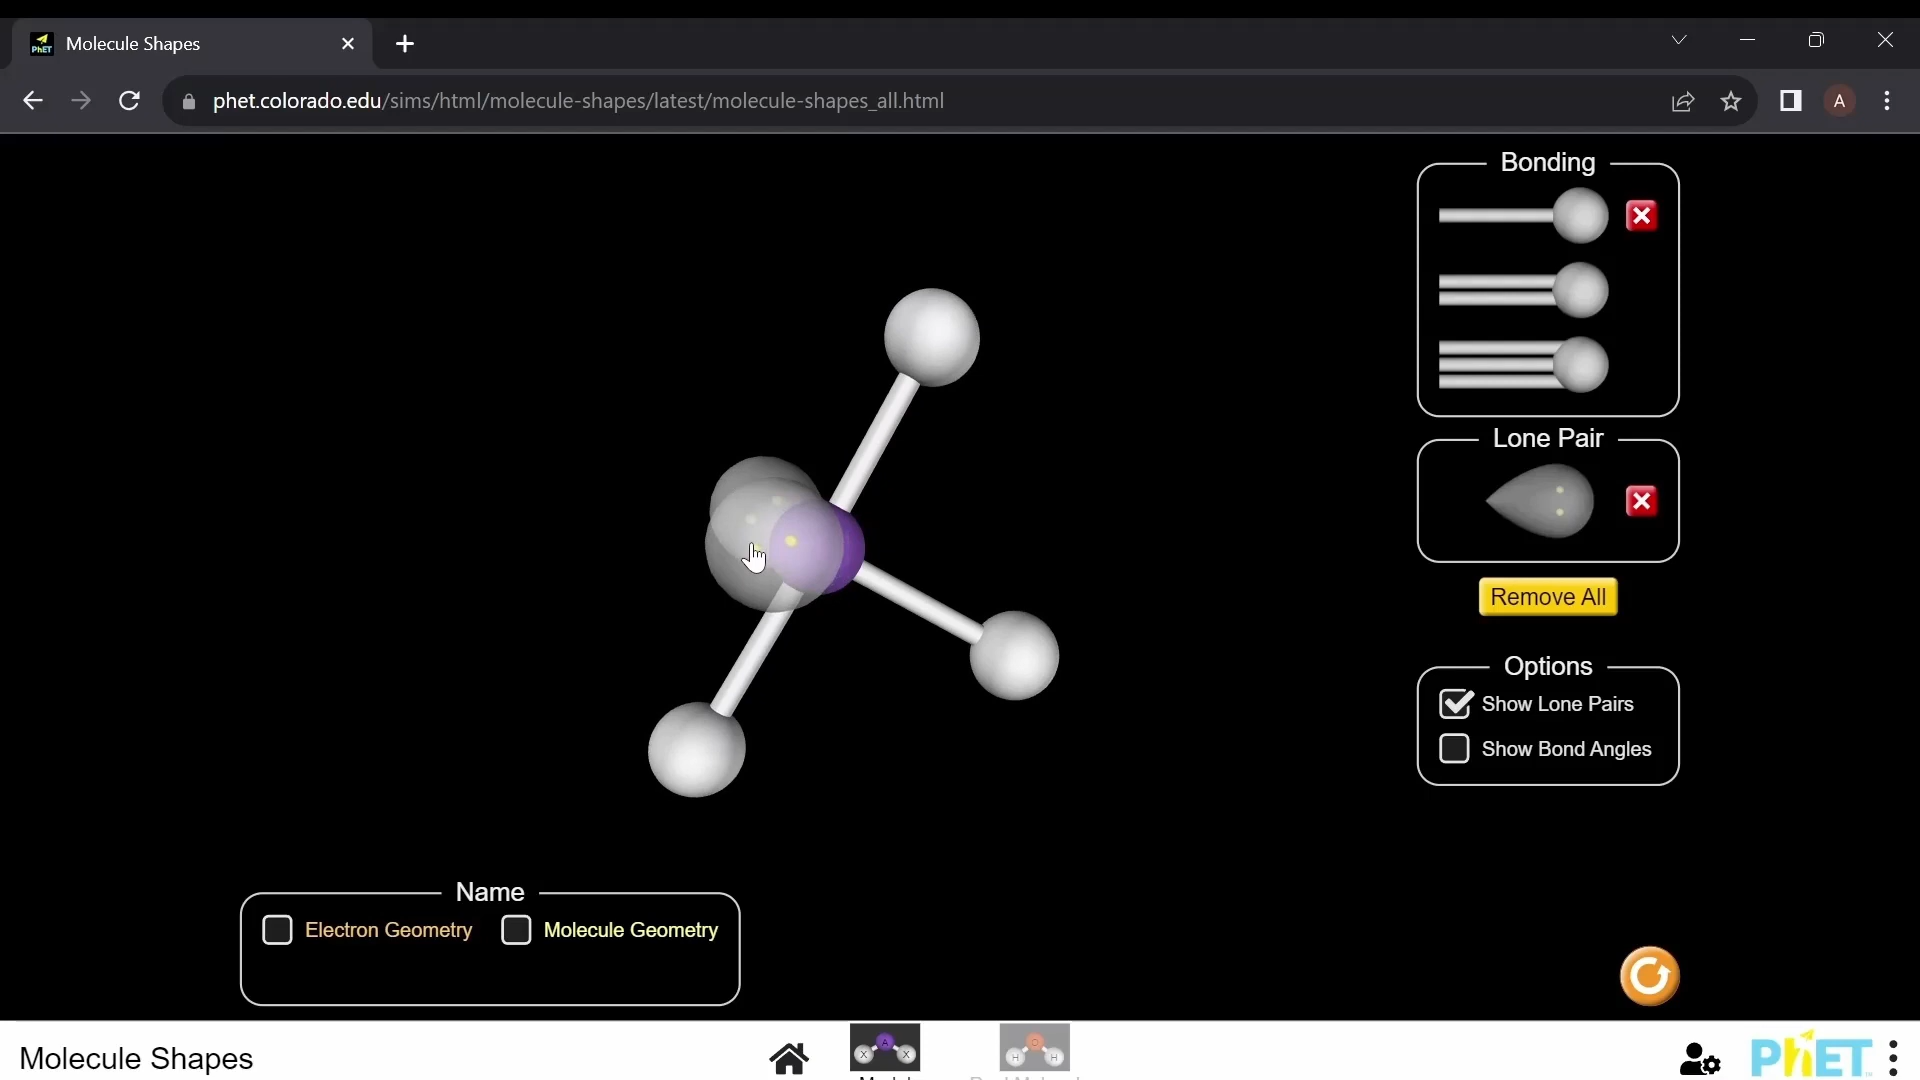 Molecule Shapes
phet.colorado.edu/sims/html/molecule-shapes/latest/molecule-shapes_all.html
A
Bonding
Lone Pair
Remove All
Options
Show Lone Pairs
Show Bond Angles
Name
Electron Geometry Molecule Geometry
Molecule Shapes
X A X
H O H
PhET